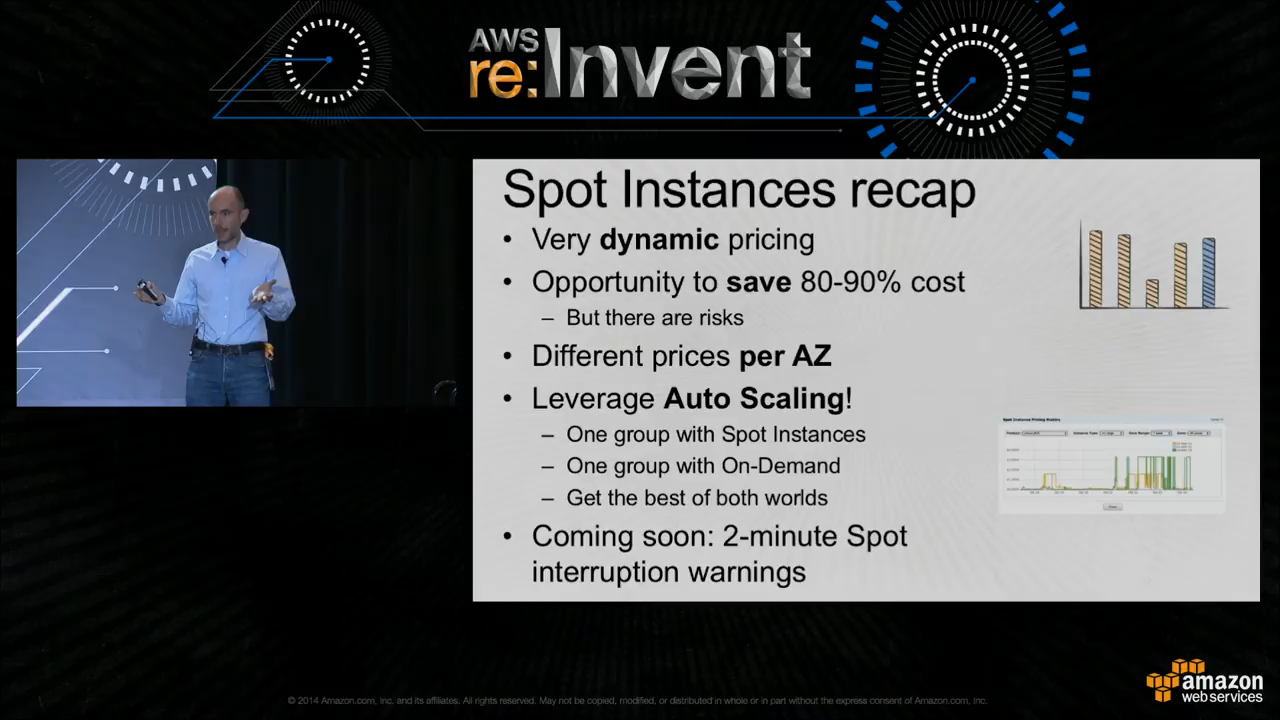 AWS
re:Invent
Spot Instances recap
• Very dynamic pricing
• Opportunity to save 80-90% cost
– But there are risks
• Different prices per AZ
• Leverage Auto Scaling!
– One group with Spot Instances
– One group with On-Demand
– Get the best of both worlds
• Coming soon: 2-minute Spot
interruption warnings
Spot Instance Pricing History
amazon
web services
© 2014 Amazon.com, Inc. and its affiliates. All rights reserved. May not be copied, modified, or distributed in whole or in part without the express consent of Amazon.com, Inc.